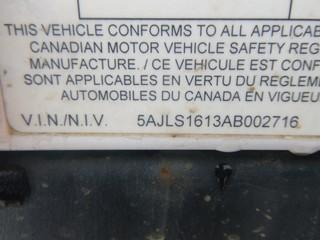 THIS VEHICLE CONFORMS TO ALL APPLICAB
CANADIAN MOTOR VEHICLE SAFETY REG
MANUFACTURE. / CE VEHICULE EST CONF
SONT APPLICABLES EN VERTU DU REGLEME
AUTOMOBILES DU CANADA EN VIGUEU
V.I.N./N.I.V. 5AJLS1613AB002716